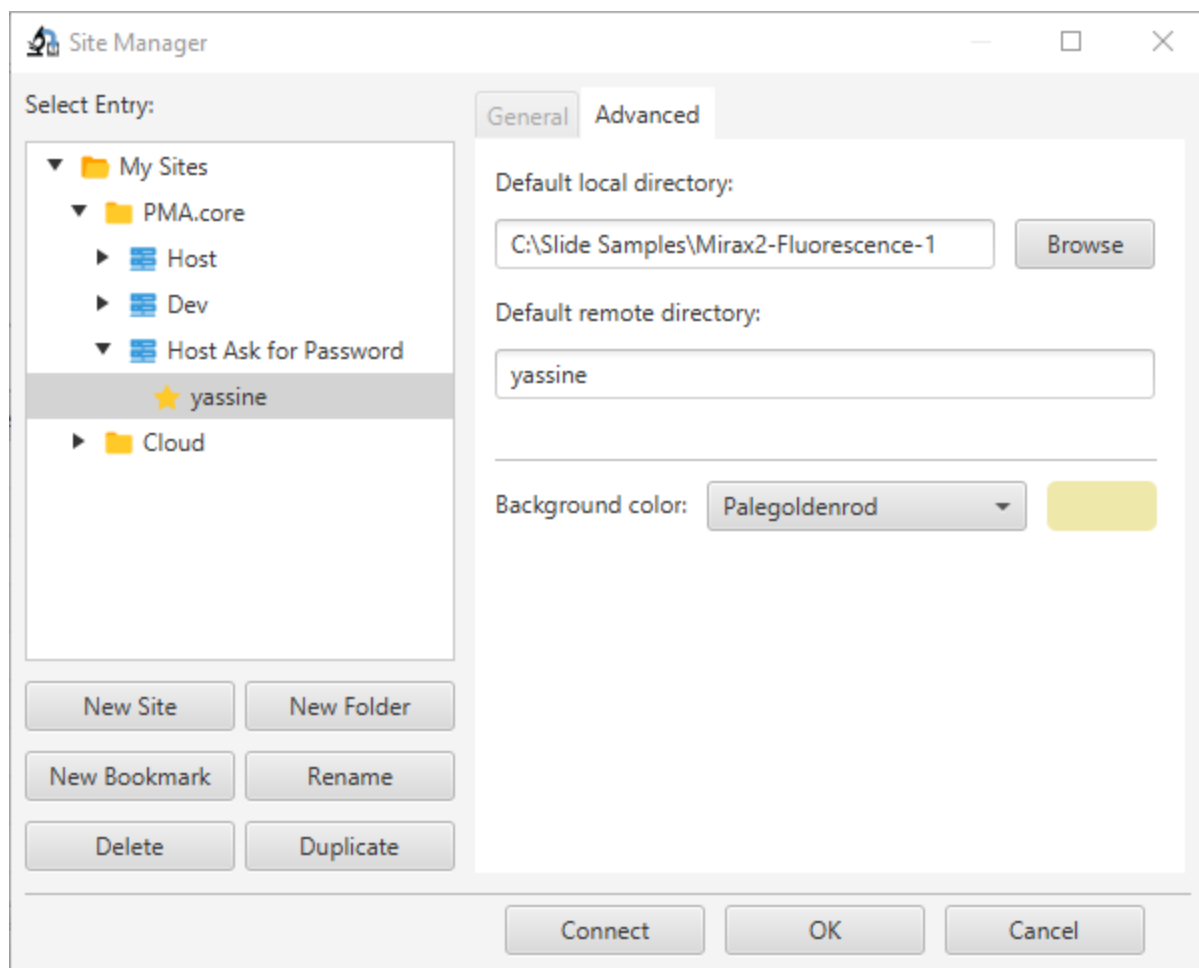 Site Manager
Select Entry:
My Sites
PMA.core
Host
Dev
Host Ask for Password
yassine
Cloud
New Site
New Folder
New Bookmark
Rename
Delete
Duplicate
General
Advanced
Default local directory:
C:\Slide Samples\Mirax2-Fluorescence-1
Browse
Default remote directory:
yassine
Background color:
Palegoldenrod
Connect
OK
Cancel